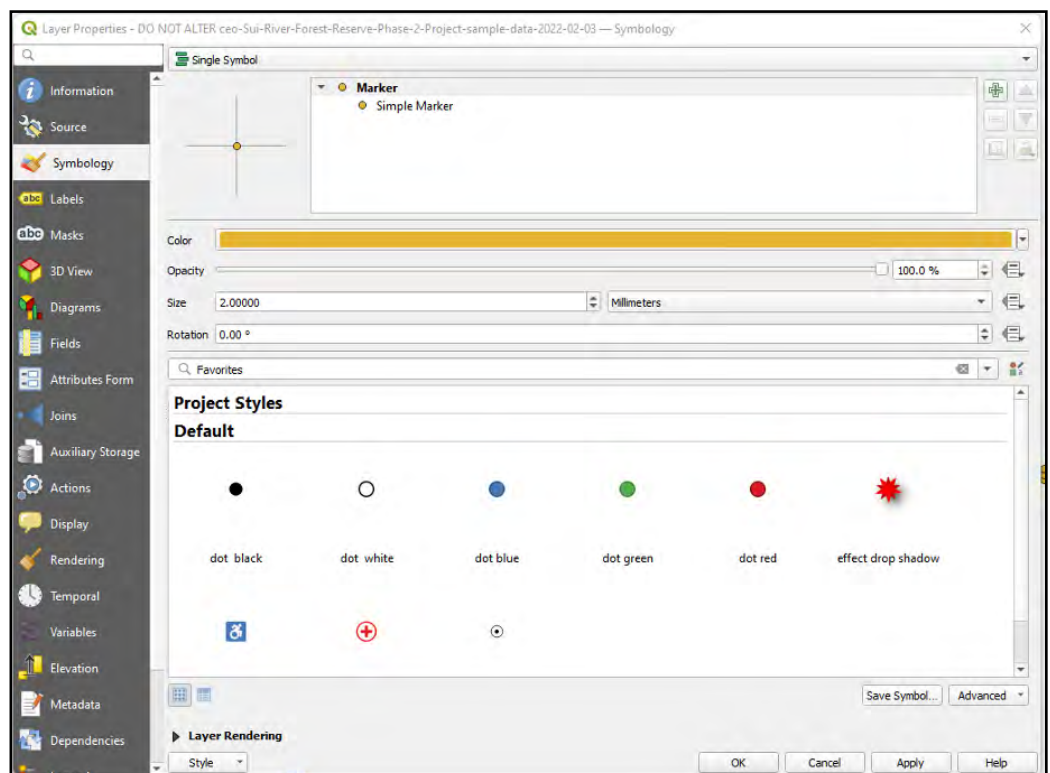 Layer Properties - DO NOT ALTER ceo-Sui-River-Forest-Reserve-Phase-2-Project-sample-data-2022-02-03 — Symbology
Single Symbol
Information
Source
Symbology
abc Labels
abc Masks
3D View
Diagrams
Fields
Attributes Form
Joins
Auxiliary Storage
Actions
Display
Rendering
Temporal
Variables
Elevation
Metadata
Dependencies
Marker
Simple Marker
Color
Opacity 100.0 %
Size 2.00000 Millimeters
Rotation 0.00 °
Favorites
Project Styles
Default
dot black dot white dot blue dot green dot red effect drop shadow
Save Symbol... Advanced
Layer Rendering
Style OK Cancel Apply Help